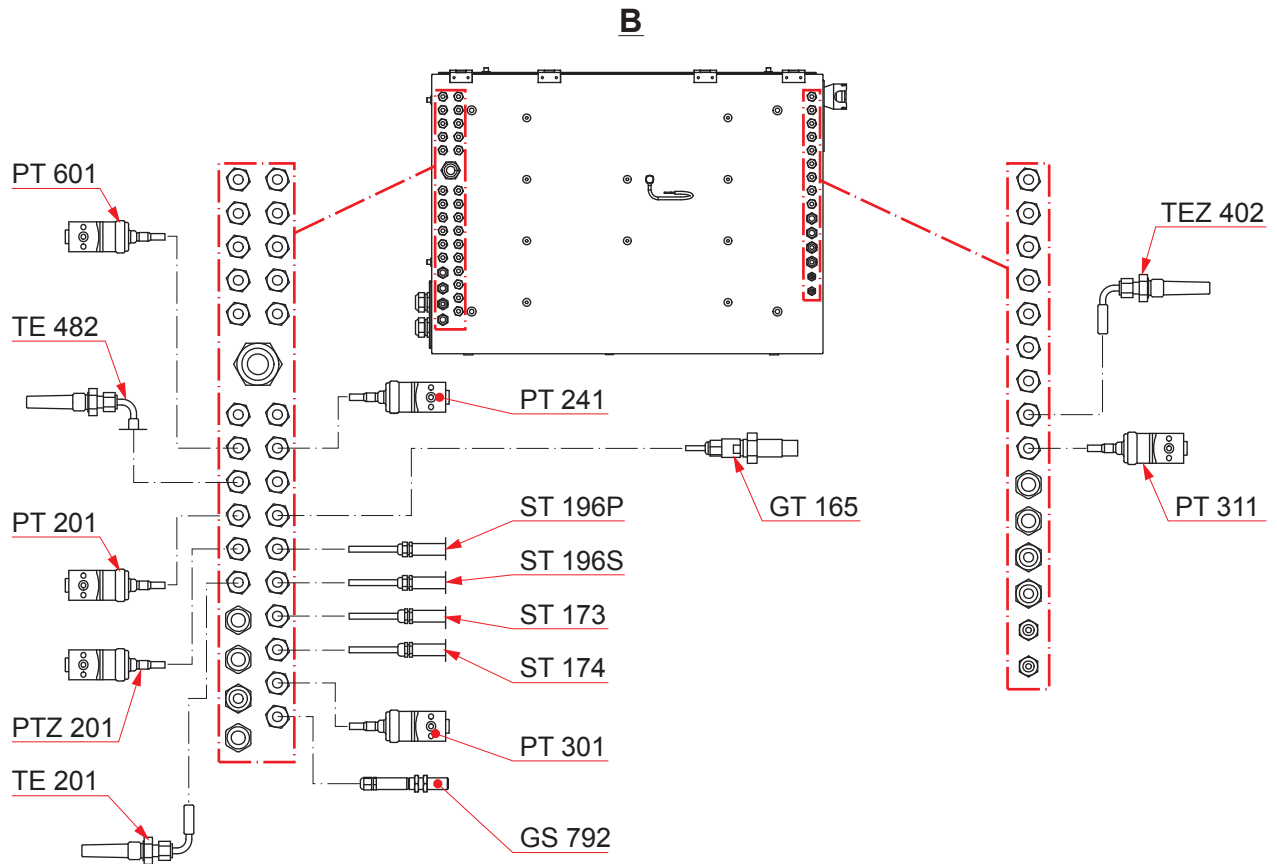 B
PT 601
TEZ 402
TE 482
PT 241
ST 196P
GT 165
PT 311
PT 201
ST 196S
ST 173
ST 174
PTZ 201
PT 301
TE 201
GS 792